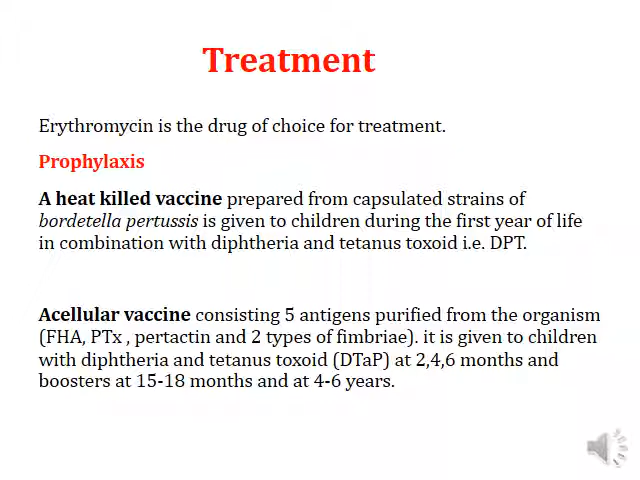 Treatment
Erythromycin is the drug of choice for treatment.
Prophylaxis
A heat killed vaccine prepared from capsulated strains of
bordetella pertussis is given to children during the first year of life
in combination with diphtheria and tetanus toxoid i.e. DPT.
Acellular vaccine consisting 5 antigens purified from the organism
(FHA, PTx , pertactin and 2 types of fimbriae). it is given to children
with diphtheria and tetanus toxoid (DTaP) at 2,4,6 months and
boosters at 15-18 months and at 4-6 years.